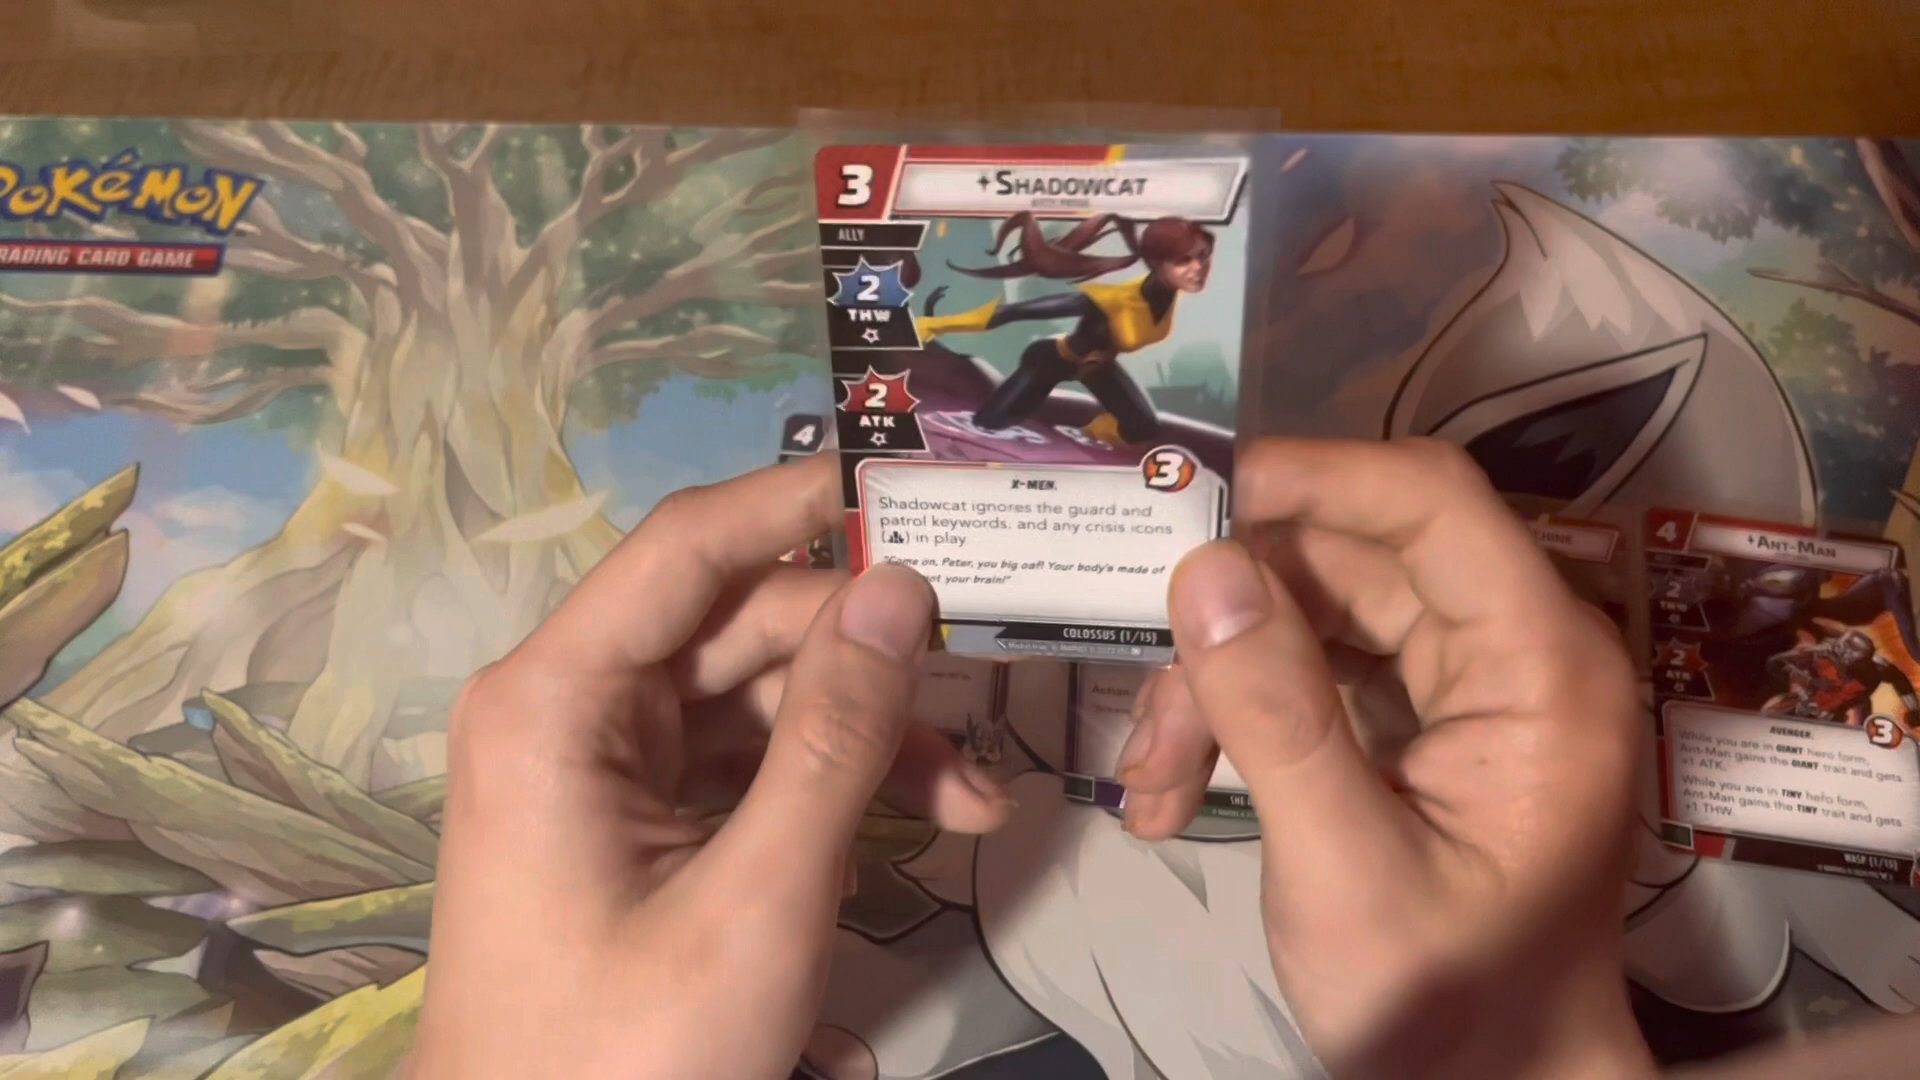 POKéMON
TRADING CARD GAME
3
SHADOWCAT
ALLY
2
THW
2
ATK
3
X-MEN.
Shadowcat ignores the guard and
patrol keywords, and any crisis icons
() in play.
"Come on, Peter, you big oaf! Your body's made of
not your brain!"
COLOSSUS (1/15)
4
Action
SHE
4
ANT-MAN
2
THW
2
ATK
3
AVENGER.
While you are in GIANT hero form,
Ant-Man gains the GIANT trait and gets
+1 ATK.
While you are in TINY hero form,
Ant-Man gains the TINY trait and gets
+1 THW.
WASP (1/15)